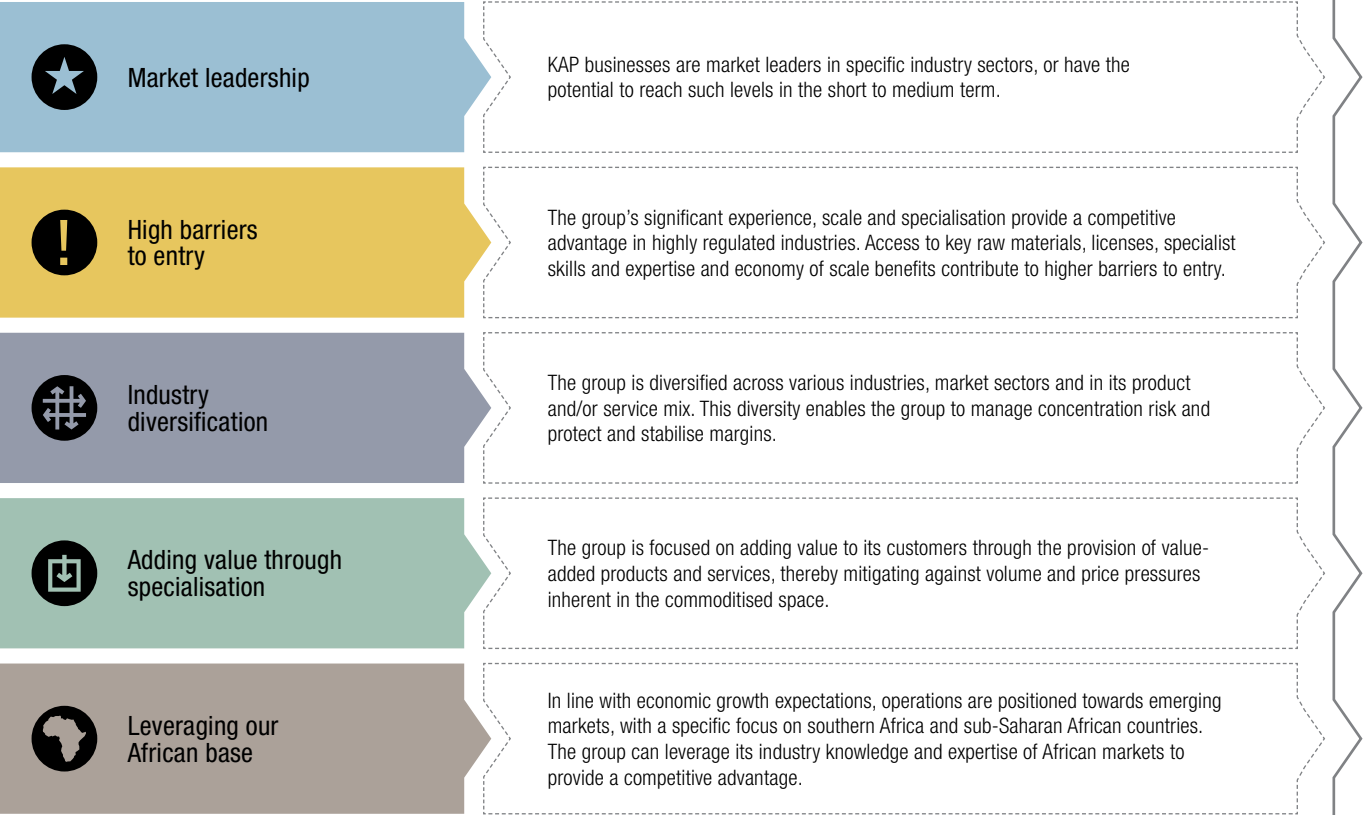 Market leadership
KAP businesses are market leaders in specific industry sectors, or have the
potential to reach such levels in the short to medium term.
High barriers
to entry
The group’s significant experience, scale and specialisation provide a competitive
advantage in highly regulated industries. Access to key raw materials, licenses, specialist
skills and expertise and economy of scale benefits contribute to higher barriers to entry.
Industry
diversification
The group is diversified across various industries, market sectors and in its product
and/or service mix. This diversity enables the group to manage concentration risk and
protect and stabilise margins.
Adding value through
specialisation
The group is focused on adding value to its customers through the provision of value-
added products and services, thereby mitigating against volume and price pressures
inherent in the commoditised space.
Leveraging our
African base
In line with economic growth expectations, operations are positioned towards emerging
markets, with a specific focus on southern Africa and sub-Saharan African countries.
The group can leverage its industry knowledge and expertise of African markets to
provide a competitive advantage.